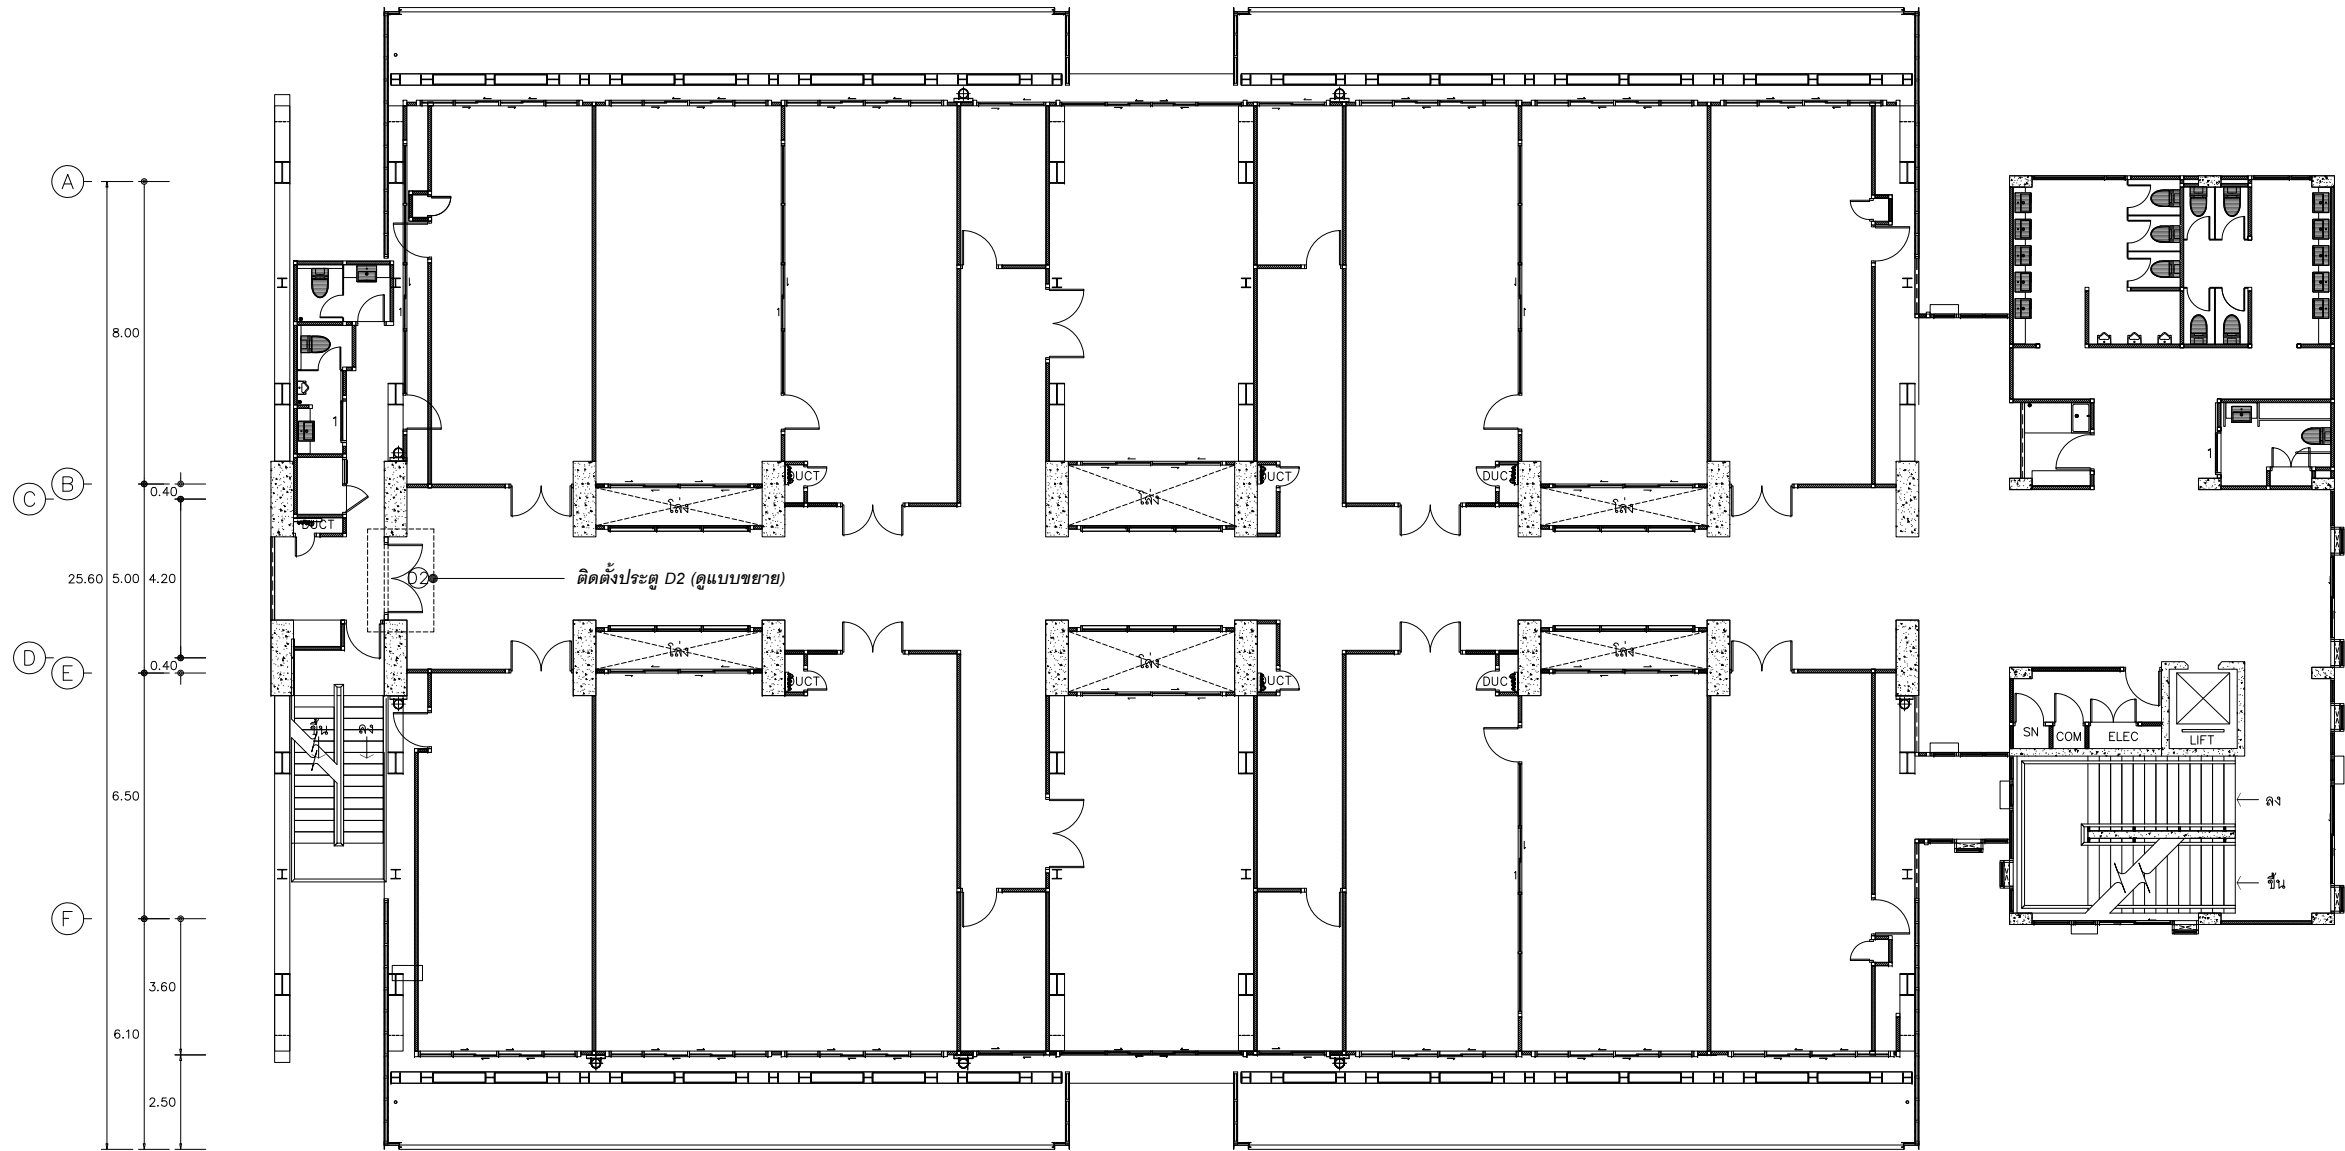 A
8.00
1
B
0.40
C
DUCT
DUCT
DUCT
DUCT
โล่ง
โล่ง
โล่ง
1
25.60
5.00
4.20
D2
ติดตั้งประตู D2 (ดูแบบขยาย)
D
0.40
E
โล่ง
โล่ง
โล่ง
DUCT
DUCT
DUCT
ขึ้น
ลง
SN
COM
ELEC
LIFT
6.50
ลง
ขึ้น
F
3.60
6.10
2.50